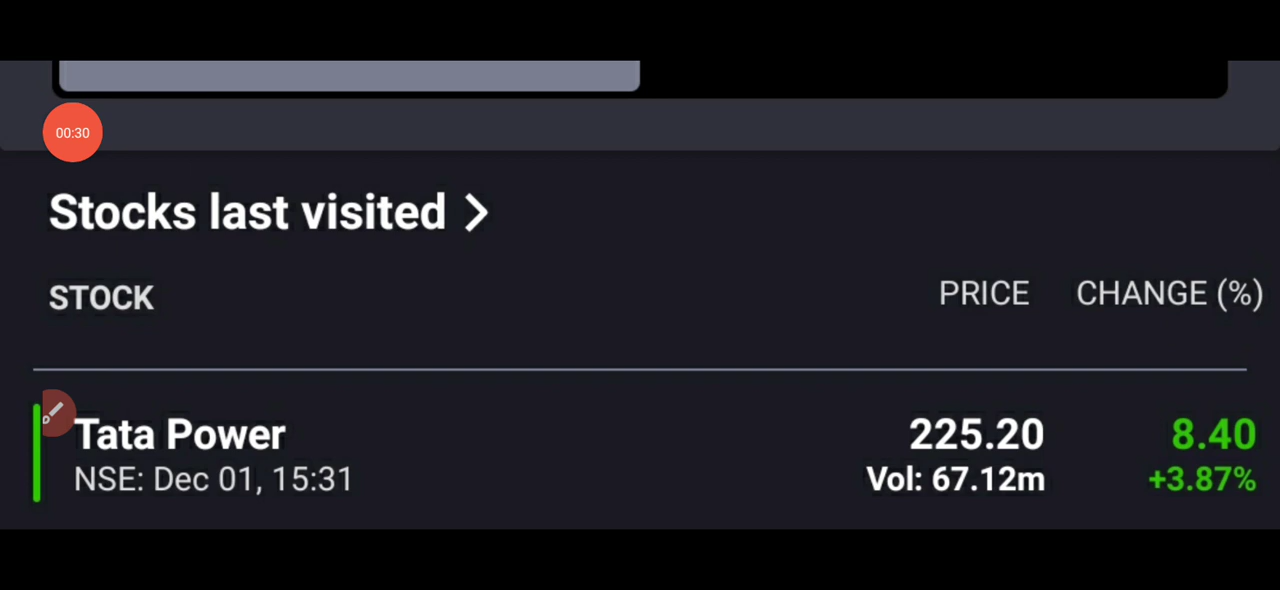 00:30
Stocks last visited
STOCK PRICE CHANGE (%)
Tata Power 225.20 8.40
NSE: Dec 01, 15:31 Vol: 67.12m +3.87%